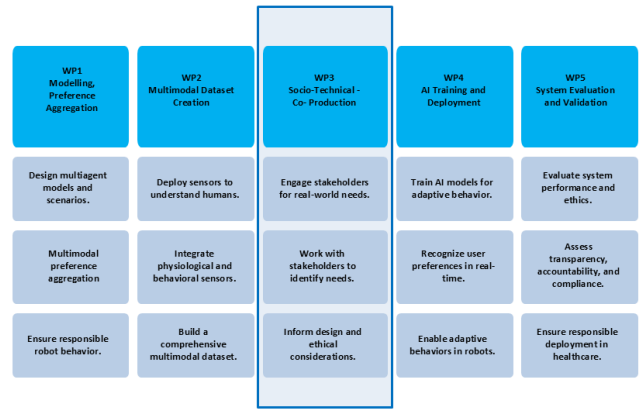 WP1
Modelling,
Preference
Aggregation
WP2
Multimodal Dataset
Creation
WP3
Socio-Technical -
Co- Production
WP4
AI Training and
Deployment
WP5
System Evaluation
and Validation
Design multiagent
models and
scenarios.
Deploy sensors to
understand humans.
Engage stakeholders
for real-world needs.
Train AI models for
adaptive behavior.
Evaluate system
performance and
ethics.
Multimodal
preference
aggregation
Integrate
physiological and
behavioral sensors.
Work with
stakeholders to
identify needs.
Recognize user
preferences in real-
time.
Assess
transparency,
accountability, and
compliance.
Ensure responsible
robot behavior.
Build a
comprehensive
multimodal dataset.
Inform design and
ethical
considerations.
Enable adaptive
behaviors in robots.
Ensure responsible
deployment in
healthcare.